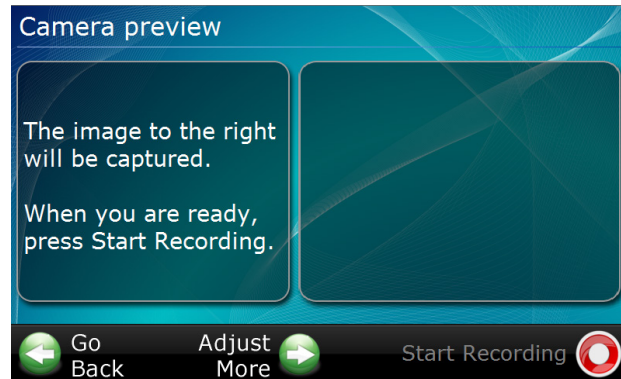 Camera preview
The image to the right
will be captured.
When you are ready,
press Start Recording.
Go
Back
Adjust
More
Start Recording